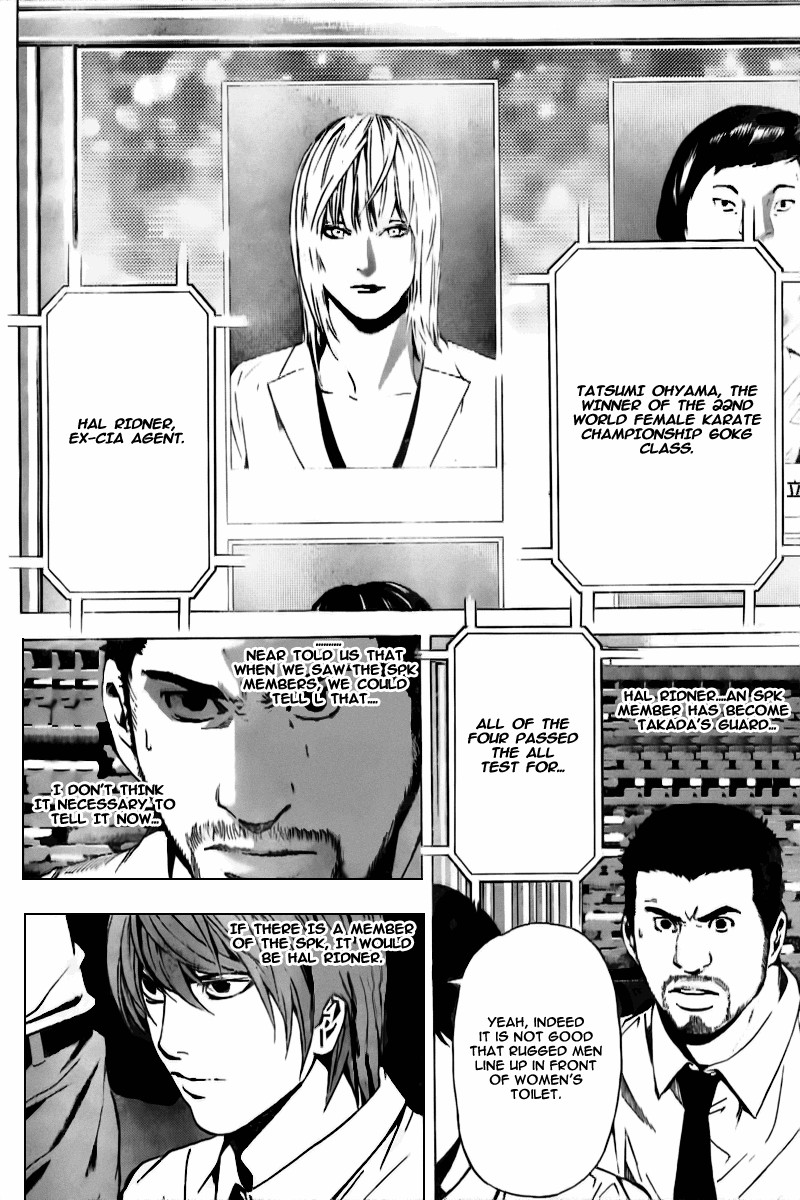 TATSUMI OHYAMA, THE
WINNER OF THE 22ND
WORLD FEMALE KARATE
CHAMPIONSHIP 60KG
CLASS.
立
HAL RIDNER,
EX-CIA AGENT.
HAL RIDNER....AN SPK
MEMBER HAS BECOME
TAKADA'S GUARD...
ALL OF THE
FOUR PASSED
THE ALL
TEST FOR...
..........
NEAR TOLD US THAT
WHEN WE SAW THE SPK
MEMBERS, WE COULD
TELL L THAT....
I DON'T THINK
IT NECESSARY TO
TELL IT NOW...
YEAH, INDEED
IT IS NOT GOOD
THAT RUGGED MEN
LINE UP IN FRONT
OF WOMEN'S
TOILET.
IF THERE IS A MEMBER
OF THE SPK, IT WOULD
BE HAL RIDNER.